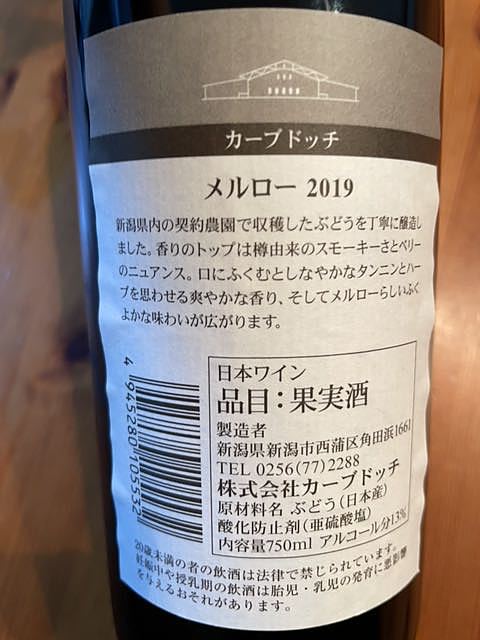 カーブドッチ
メルロー 2019
新潟県内の契約農園で収穫したぶどうを丁寧に醸造し
ました。香りのトップは樽由来のスモーキーさとベリー
のニュアンス。口にふくむとしなやかなタンニンとハー
ブを思わせる爽やかな香り、そしてメルローらしいふく
よかな味わいが広がります。
4 945280 105532
日本ワイン
品目：果実酒
製造者
新潟県新潟市西蒲区角田浜1661
TEL 0256(77)2288
株式会社カーブドッチ
原材料名 ぶどう（日本産）
酸化防止剤（亜硫酸塩）
内容量750ml アルコール分13%
20歳未満の者の飲酒は法律で禁じられています。
妊娠中や授乳期の飲酒は胎児・乳児の発育に悪影響
を与えるおそれがあります。